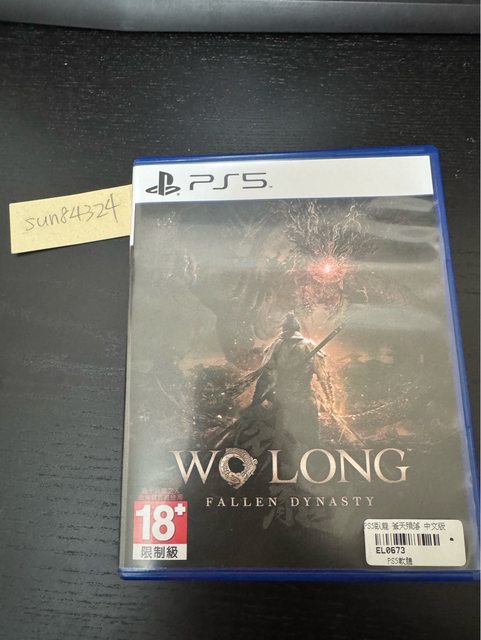 PS5
sun84324
WO LONG
FALLEN DYNASTY
18+
限制級
PS5臥龍 蒼天隕落 中文版
EL0673
PS5軟體